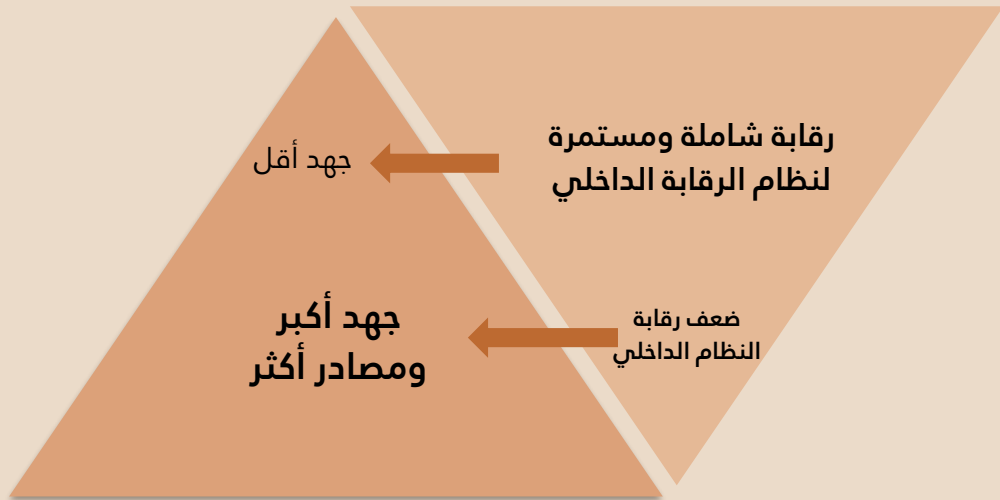 رقابة شاملة ومستمرة
لنظام الرقابة الداخلي
جهد أقل
ضعف رقابة
النظام الداخلي
جهد أكبر
ومصادر أكثر